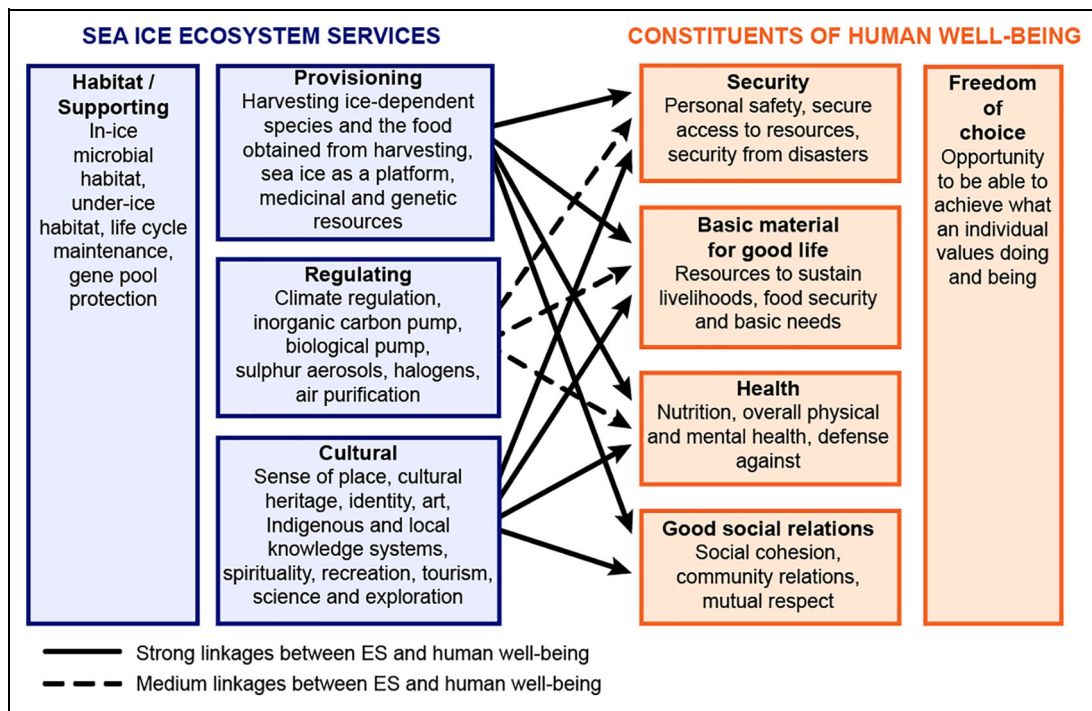 SEA ICE ECOSYSTEM SERVICES
Habitat /
Supporting
In-ice
microbial
habitat,
under-ice
habitat, life cycle
maintenance,
gene pool
protection
Provisioning
Harvesting ice-dependent
species and the food
obtained from harvesting,
sea ice as a platform,
medicinal and genetic
resources
Regulating
Climate regulation,
inorganic carbon pump,
biological pump,
sulphur aerosols, halogens,
air purification
Cultural
Sense of place, cultural
heritage, identity, art,
Indigenous and local
knowledge systems,
spirituality, recreation, tourism,
science and exploration
CONSTITUENTS OF HUMAN WELL-BEING
Security
Personal safety, secure
access to resources,
security from disasters
Basic material
for good life
Resources to sustain
livelihoods, food security
and basic needs
Health
Nutrition, overall physical
and mental health, defense
against
Good social relations
Social cohesion,
community relations,
mutual respect
Freedom
of
choice
Opportunity
to be able to
achieve what
an individual
values doing
and being
Strong linkages between ES and human well-being
Medium linkages between ES and human well-being